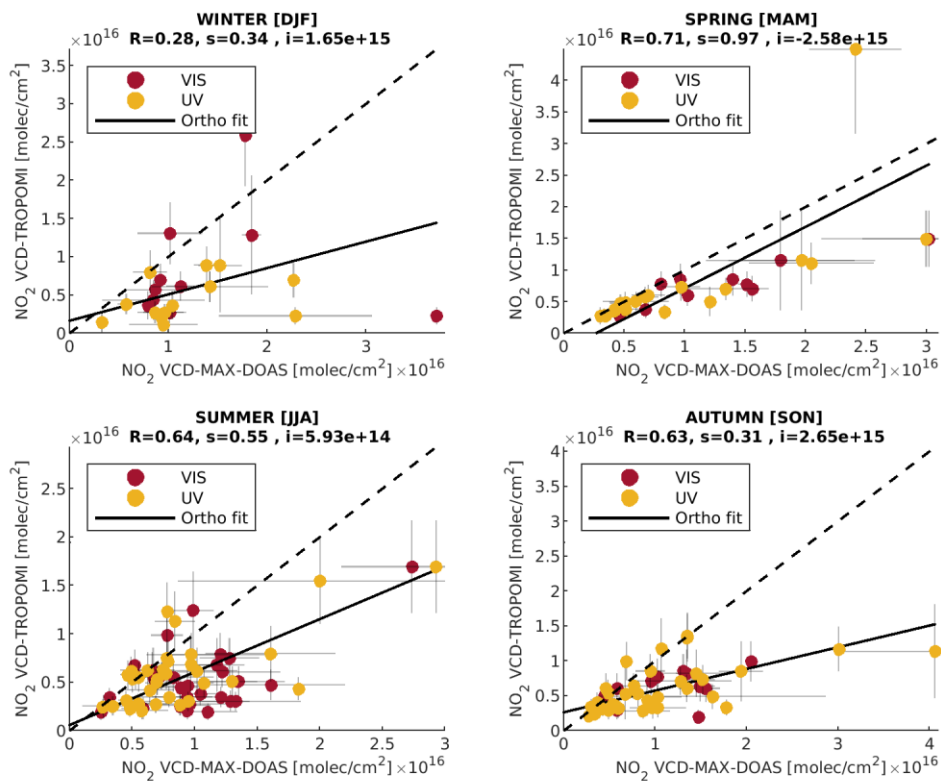 WINTER [DJF]
R=0.28, s=0.34 , i=1.65e+15
×10^16
3.5
3
2.5
2
1.5
1
0.5
0
NO2 VCD-TROPOMI [molec/cm2]
VIS
UV
Ortho fit
0 1 2 3
NO2 VCD-MAX-DOAS [molec/cm2] ×10^16
SPRING [MAM]
R=0.71, s=0.97 , i=-2.58e+15
×10^16
4
3
2
1
0
NO2 VCD-TROPOMI [molec/cm2]
VIS
UV
Ortho fit
0 0.5 1 1.5 2 2.5 3
NO2 VCD-MAX-DOAS [molec/cm2] ×10^16
SUMMER [JJA]
R=0.64, s=0.55 , i=5.93e+14
×10^16
2.5
2
1.5
1
0.5
0
NO2 VCD-TROPOMI [molec/cm2]
VIS
UV
Ortho fit
0 0.5 1 1.5 2 2.5 3
NO2 VCD-MAX-DOAS [molec/cm2] ×10^16
AUTUMN [SON]
R=0.63, s=0.31 , i=2.65e+15
×10^16
4
3.5
3
2.5
2
1.5
1
0.5
0
NO2 VCD-TROPOMI [molec/cm2]
VIS
UV
Ortho fit
0 1 2 3 4
NO2 VCD-MAX-DOAS [molec/cm2] ×10^16